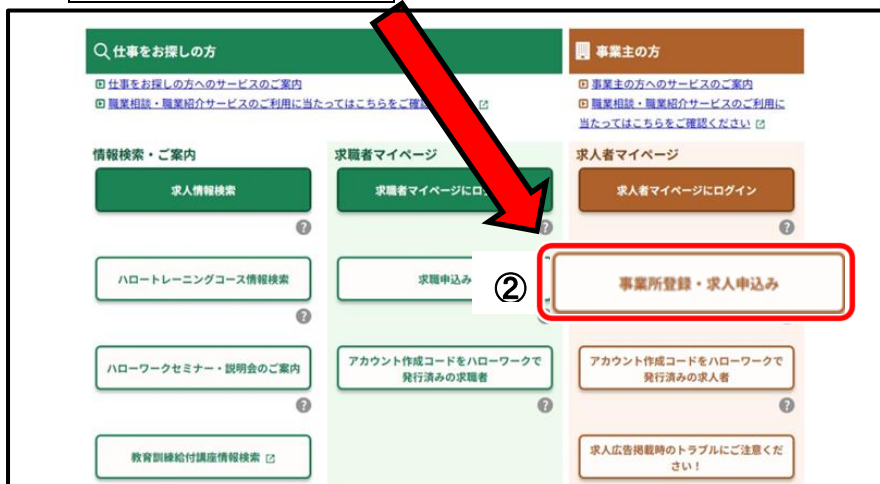 仕事をお探しの方
事業主の方
仕事をお探しの方へのサービスのご案内
職業相談・職業紹介サービスのご利用に当たってはこちらをご確
事業主の方へのサービスのご案内
職業相談・職業紹介サービスのご利用に
当たってはこちらをご確認ください
情報検索・ご案内
求職者マイページ
求人者マイページ
求人情報検索
求職者マイページにロ
求人者マイページにログイン
?
?
?
ハロートレーニングコース情報検索
求職申込み
②
事業所登録・求人申込み
?
ハローワークセミナー・説明会のご案内
アカウント作成コードをハローワークで
発行済みの求職者
アカウント作成コードをハローワークで
発行済みの求人者
?
?
?
教育訓練給付講座情報検索
求人広告掲載時のトラブルにご注意くだ
さい！